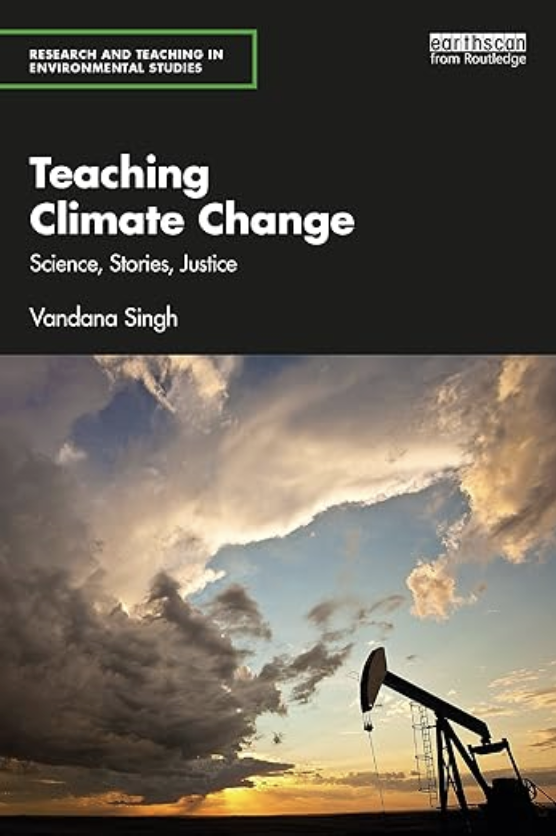 RESEARCH AND TEACHING IN
ENVIRONMENTAL STUDIES
earthscan
from Routledge
Teaching
Climate Change
Science, Stories, Justice
Vandana Singh